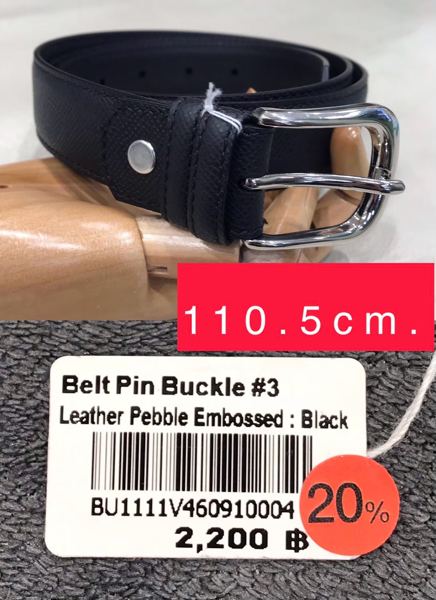 110.5cm.
Belt Pin Buckle #3
Leather Pebble Embossed : Black
BU1111V460910004
20%
2,200 ฿